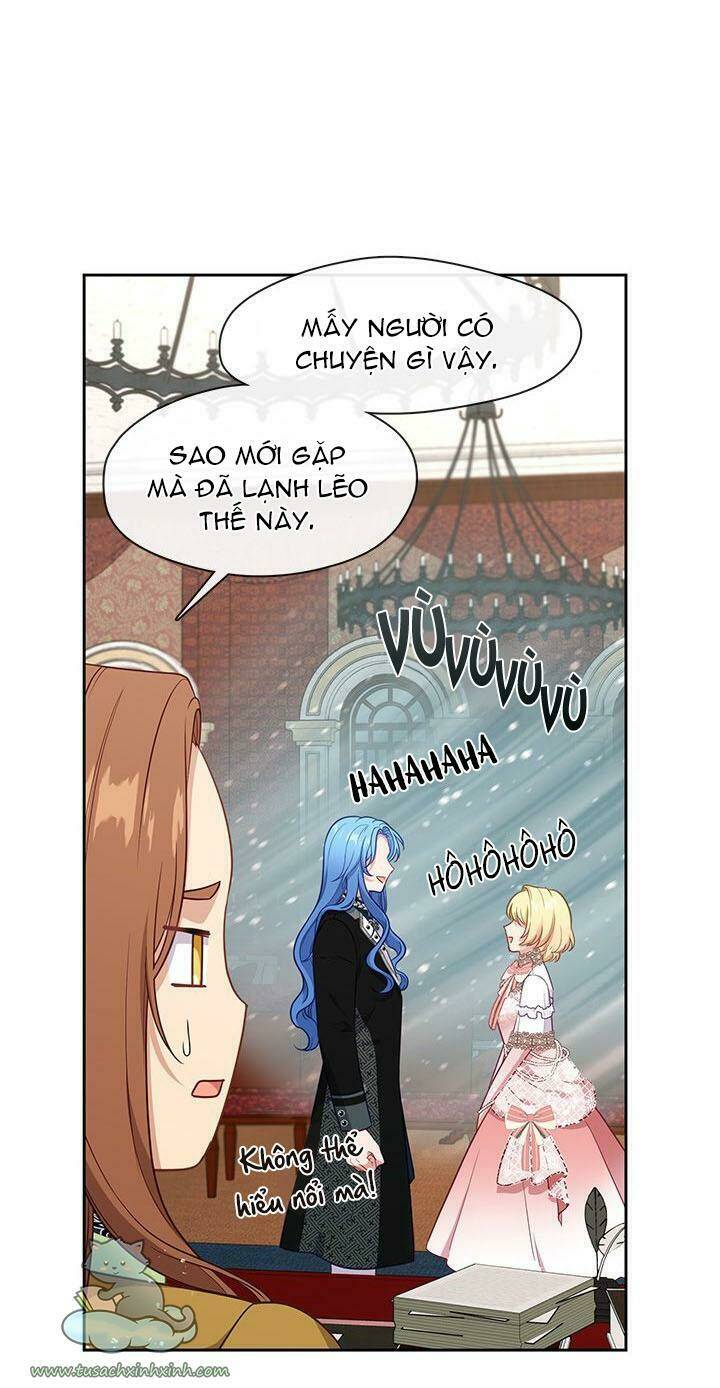 MẤY NGƯỜI CÓ
CHUYỆN GÌ VẬY.
SAO MỚI GẶP
MÀ ĐÃ LẠNH LẼO
THẾ NÀY.
VÙVÙVÙVÙ
HAHAHAHA
HÔHÔHÔHÔ
Không thể
hiểu nổi mà!
www.tusachxinhxinh.com